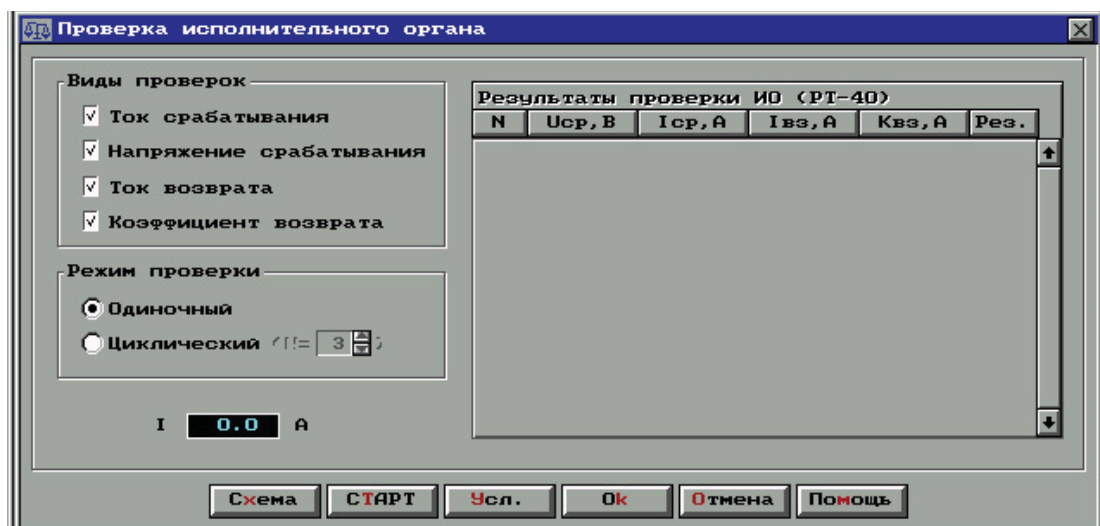 Проверка исполнительного органа
Виды проверок
Ток срабатывания
Напряжение срабатывания
Ток возврата
Коэффициент возврата
Режим проверки
Одиночный
Циклический (N= 3 )
I 0.0 А
Результаты проверки ИО (РТ-40)
N Uср,В Iср,А Iвз,А Kвз,А Рез.
Схема СТАРТ Усл. Ok Отмена Помощь